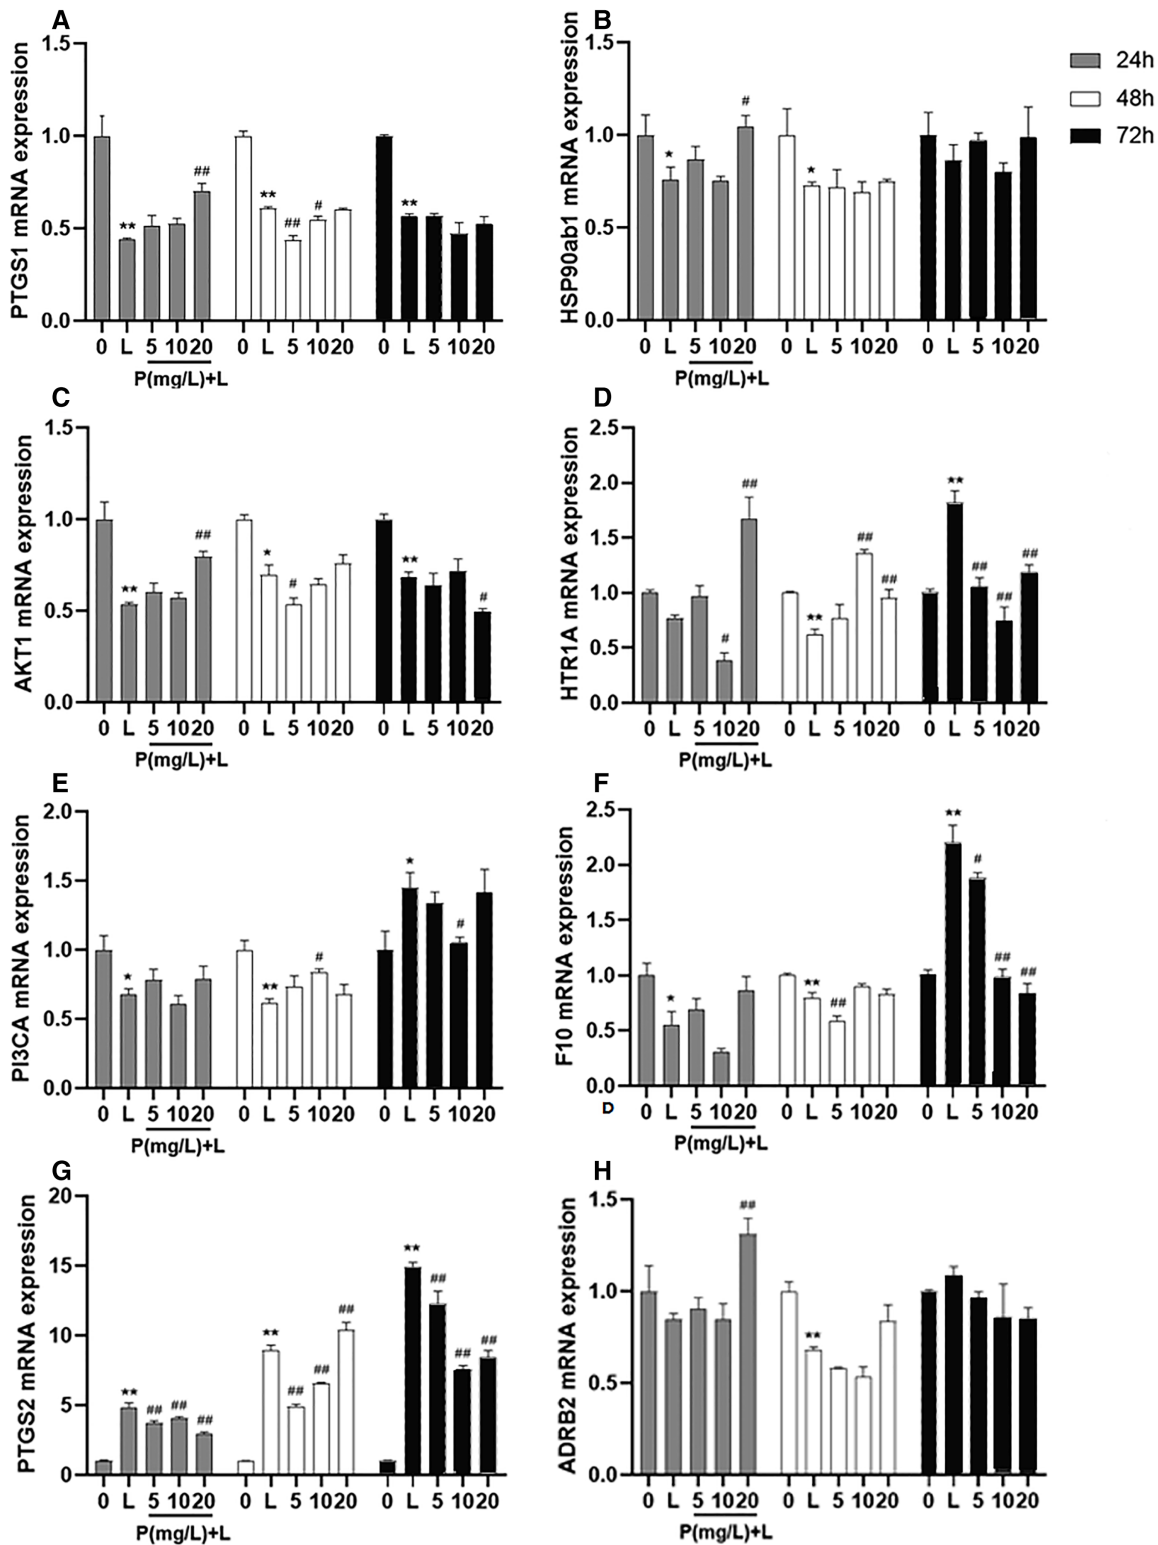 A
PTGS1 mRNA expression
1.5
1.0
0.5
0.0
** ## ** ## # **
0 L 5 10 20 0 L 5 10 20 0 L 5 10 20
P(mg/L)+L
B
HSP90ab1 mRNA expression
1.5
1.0
0.5
0.0
* # *
0 L 5 10 20 0 L 5 10 20 0 L 5 10 20
P(mg/L)+L
24h
48h
72h
C
AKT1 mRNA expression
1.5
1.0
0.5
0.0
** ## * # ** #
0 L 5 10 20 0 L 5 10 20 0 L 5 10 20
P(mg/L)+L
D
HTR1A mRNA expression
2.5
2.0
1.5
1.0
0.5
0.0
# ## ** ## ## ** ## ## ##
0 L 5 10 20 0 L 5 10 20 0 L 5 10 20
P(mg/L)+L
E
PI3CA mRNA expression
2.0
1.5
1.0
0.5
0.0
* ** # * #
0 L 5 10 20 0 L 5 10 20 0 L 5 10 20
P(mg/L)+L
F
F10 mRNA expression
2.5
2.0
1.5
1.0
0.5
0.0
* ** ## ** # ## ##
D
0 L 5 10 20 0 L 5 10 20 0 L 5 10 20
P(mg/L)+L
G
PTGS2 mRNA expression
20
15
10
5
0
** ## ## ## ** ## ## ## ** ## ## ##
0 L 5 10 20 0 L 5 10 20 0 L 5 10 20
P(mg/L)+L
H
ADRB2 mRNA expression
1.5
1.0
0.5
0.0
## **
0 L 5 10 20 0 L 5 10 20 0 L 5 10 20
P(mg/L)+L